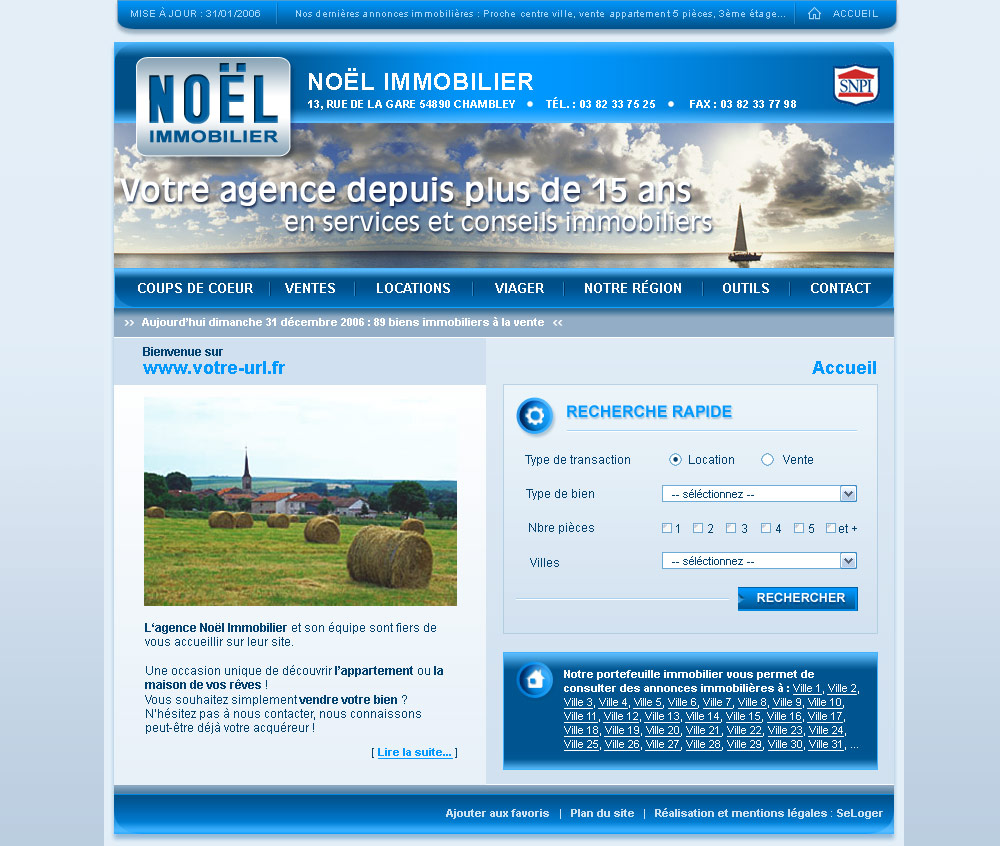 MISE À JOUR : 31/01/2006
Nos dernières annonces immobilières : Proche centre ville, vente appartement 5 pièces, 3ème étage...
ACCUEIL
NOËL
IMMOBILIER
NOËL IMMOBILIER
13, RUE DE LA GARE 54890 CHAMBLEY • TÉL. : 03 82 33 75 25 • FAX : 03 82 33 77 98
SNPI
Votre agence depuis plus de 15 ans
en services et conseils immobiliers
COUPS DE COEUR | VENTES | LOCATIONS | VIAGER | NOTRE RÉGION | OUTILS | CONTACT
>> Aujourd'hui dimanche 31 décembre 2006 : 89 biens immobiliers à la vente <<
Bienvenue sur
www.votre-url.fr
L'agence Noël Immobilier et son équipe sont fiers de
vous accueillir sur leur site.
Une occasion unique de découvrir l'appartement ou la
maison de vos rêves !
Vous souhaitez simplement vendre votre bien ?
N'hésitez pas à nous contacter, nous connaissons
peut-être déjà votre acquéreur !
[ Lire la suite... ]
Accueil
RECHERCHE RAPIDE
Type de transaction Location Vente
Type de bien -- séléctionnez --
Nbre pièces 1 2 3 4 5 et +
Villes -- séléctionnez --
RECHERCHER
Notre portefeuille immobilier vous permet de
consulter des annonces immobilières à : Ville 1, Ville 2,
Ville 3, Ville 4, Ville 5, Ville 6, Ville 7, Ville 8, Ville 9, Ville 10,
Ville 11, Ville 12, Ville 13, Ville 14, Ville 15, Ville 16, Ville 17,
Ville 18, Ville 19, Ville 20, Ville 21, Ville 22, Ville 23, Ville 24,
Ville 25, Ville 26, Ville 27, Ville 28, Ville 29, Ville 30, Ville 31, ...
Ajouter aux favoris | Plan du site | Réalisation et mentions légales : SeLoger